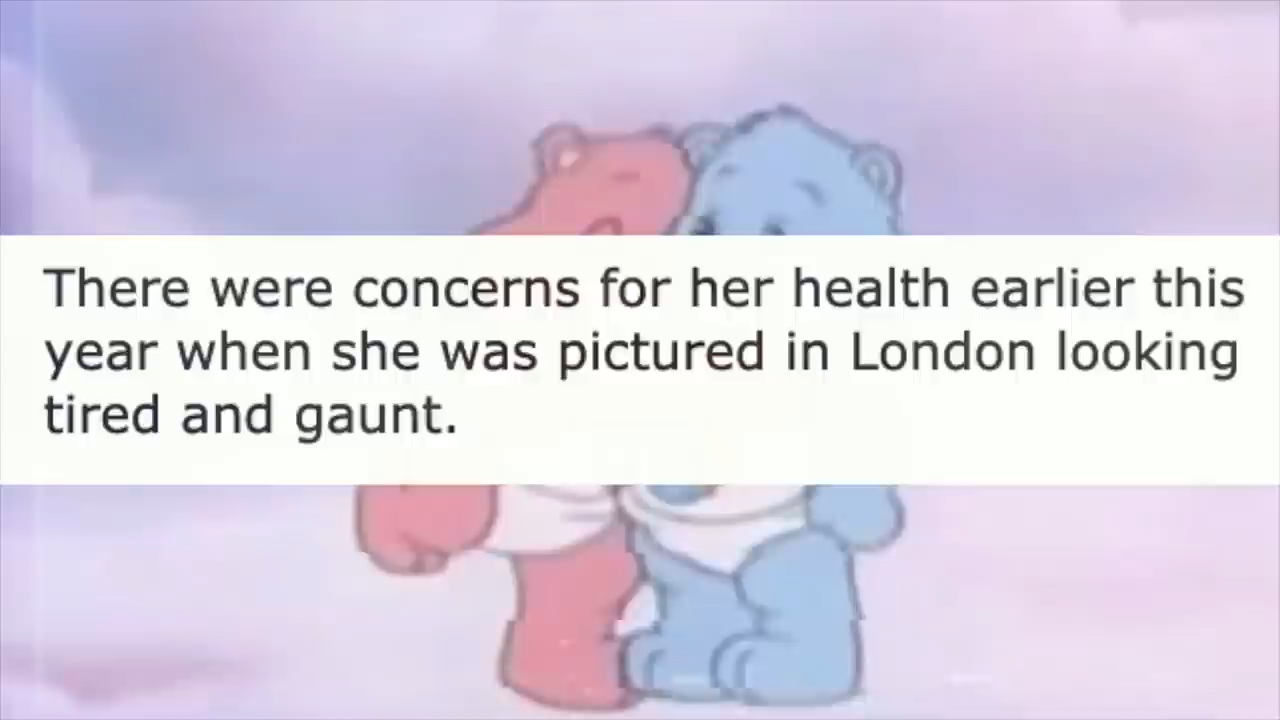 There were concerns for her health earlier this
year when she was pictured in London looking
tired and gaunt.